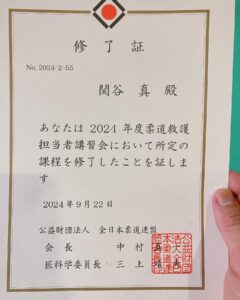 修了証
No. 2024-2-55
関谷 真 殿
あなたは 2024 年度柔道救護
担当者講習会において所定の
課程を修了したことを証しま
す
2024 年 9 月 22 日
公益財団法人 全日本柔道連盟
会長 中村
医科学委員長 三上